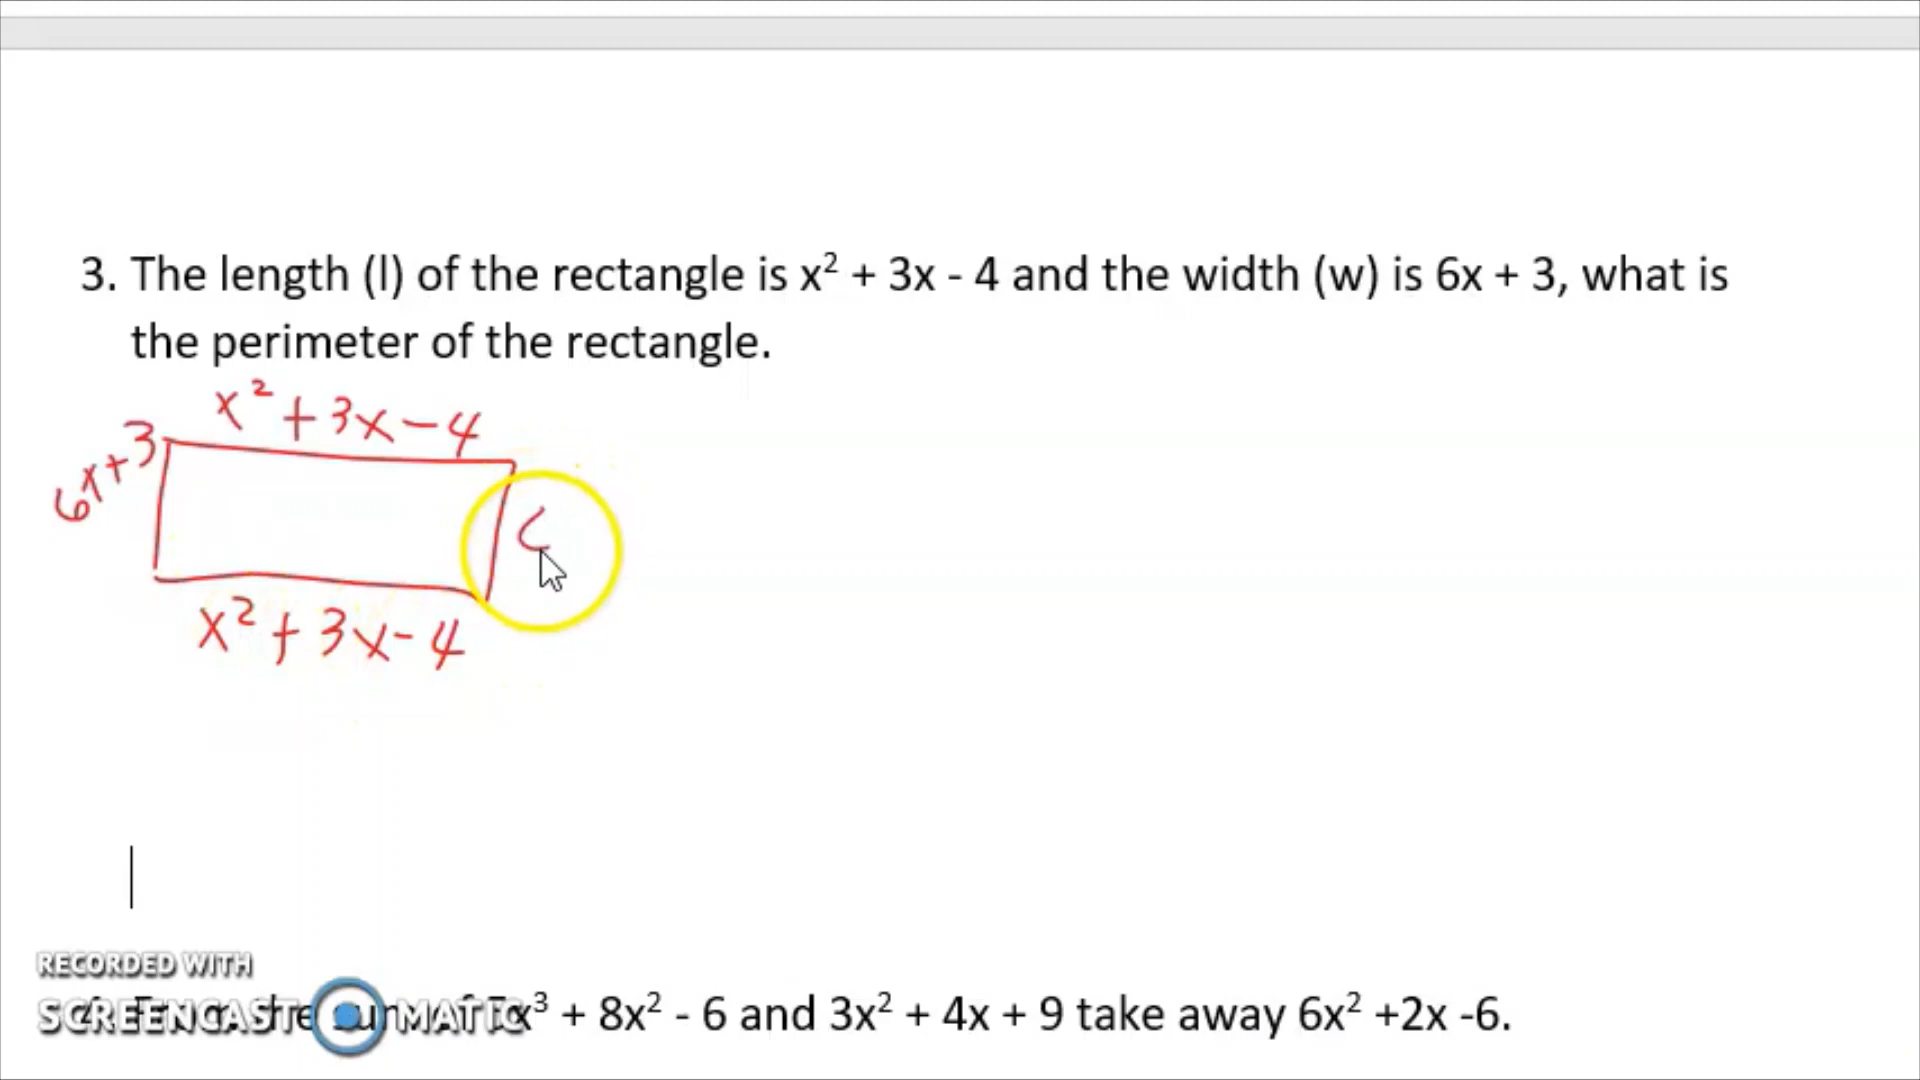 3. The length (l) of the rectangle is x² + 3x - 4 and the width (w) is 6x + 3, what is
the perimeter of the rectangle.
x² + 3x - 4
6x + 3
x² + 3x - 4
RECORDED WITH
SCREENCAST MATIC
x³ + 8x² - 6 and 3x² + 4x + 9 take away 6x² +2x -6.